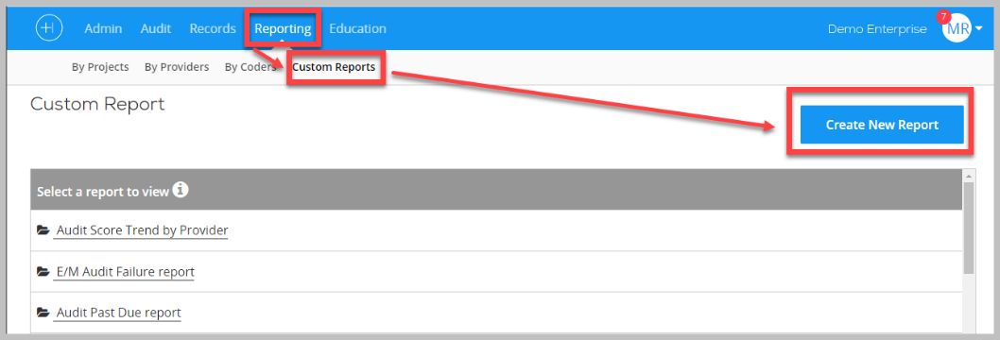 H Admin Audit Records Reporting Education Demo Enterprise 7 MR
By Projects By Providers By Coders Custom Reports
Custom Report
Create New Report
Select a report to view i
Audit Score Trend by Provider
E/M Audit Failure report
Audit Past Due report